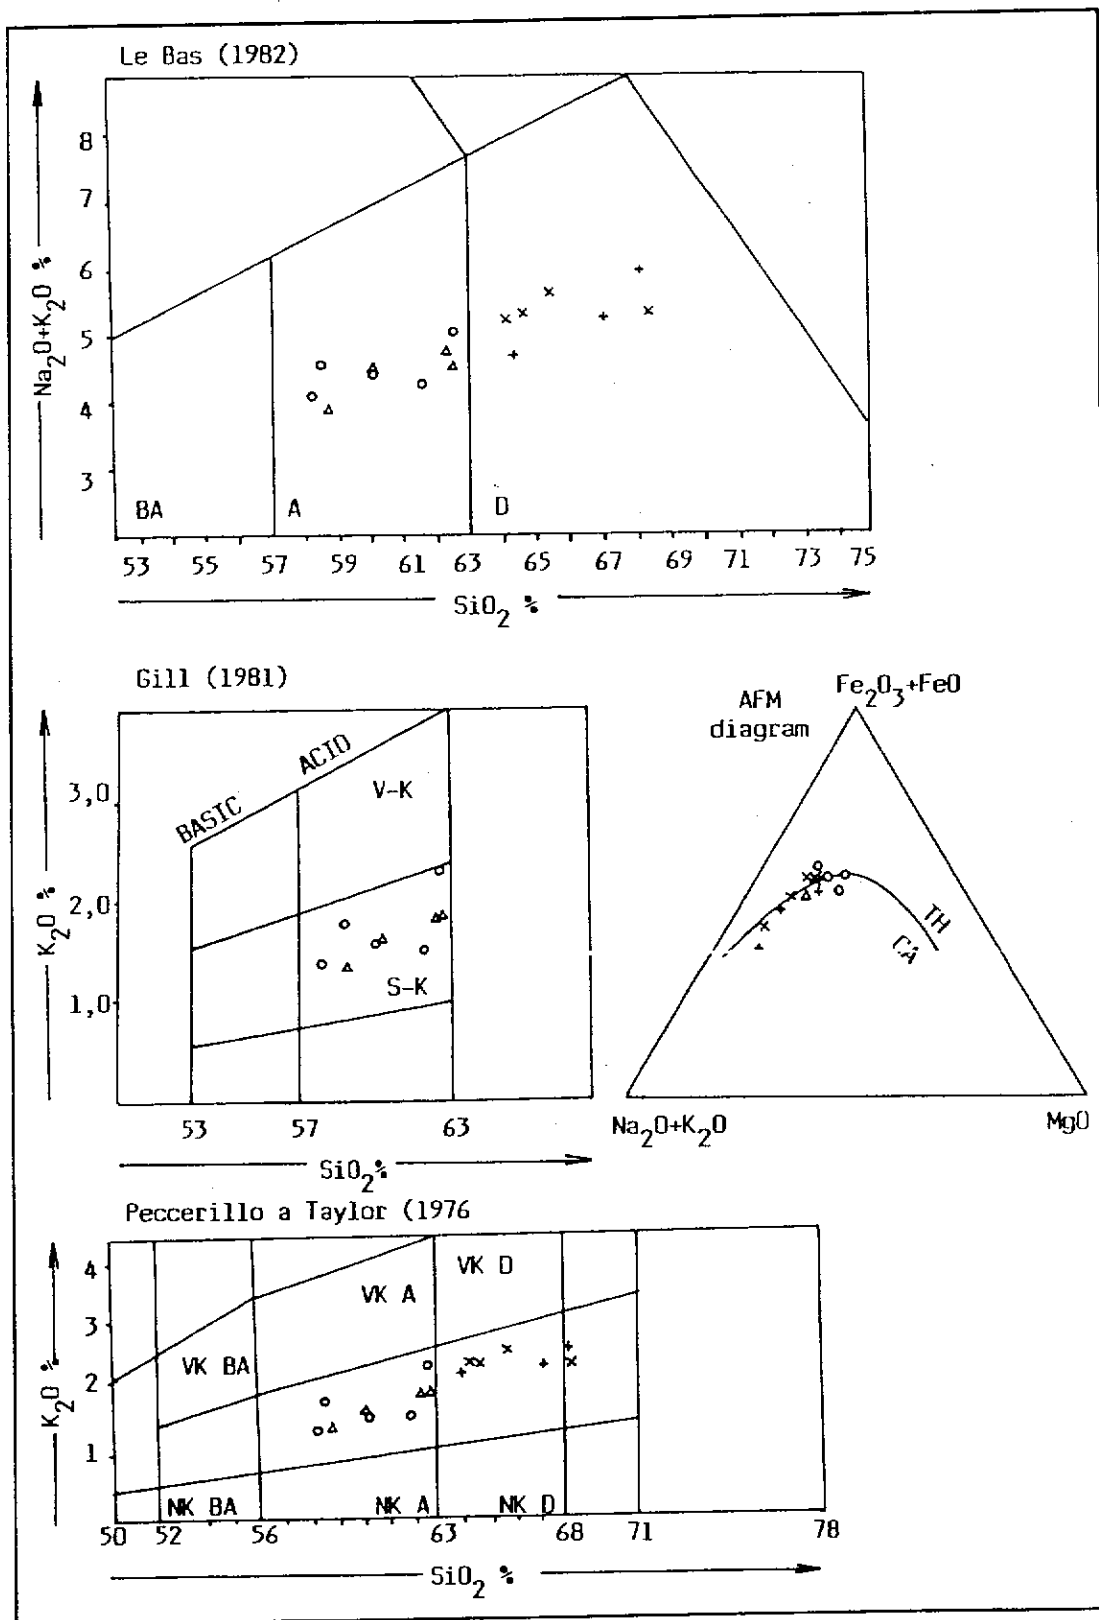 Le Bas (1982)
Na2O+K2O %
8
7
6
5
4
3
BA
A
D
53 55 57 59 61 63 65 67 69 71 73 75
SiO2 %
Gill (1981)
K2O %
3,0
2,0
1,0
BASIC
ACID
V-K
S-K
53 57 63
SiO2%
AFM
diagram
Fe2O3+FeO
TH
CA
Na2O+K2O
MgO
Peccerillo a Taylor (1976
K2O %
4
3
2
1
VK BA
VK A
VK D
NK BA
NK A
NK D
50 52 56 63 68 71 78
SiO2 %